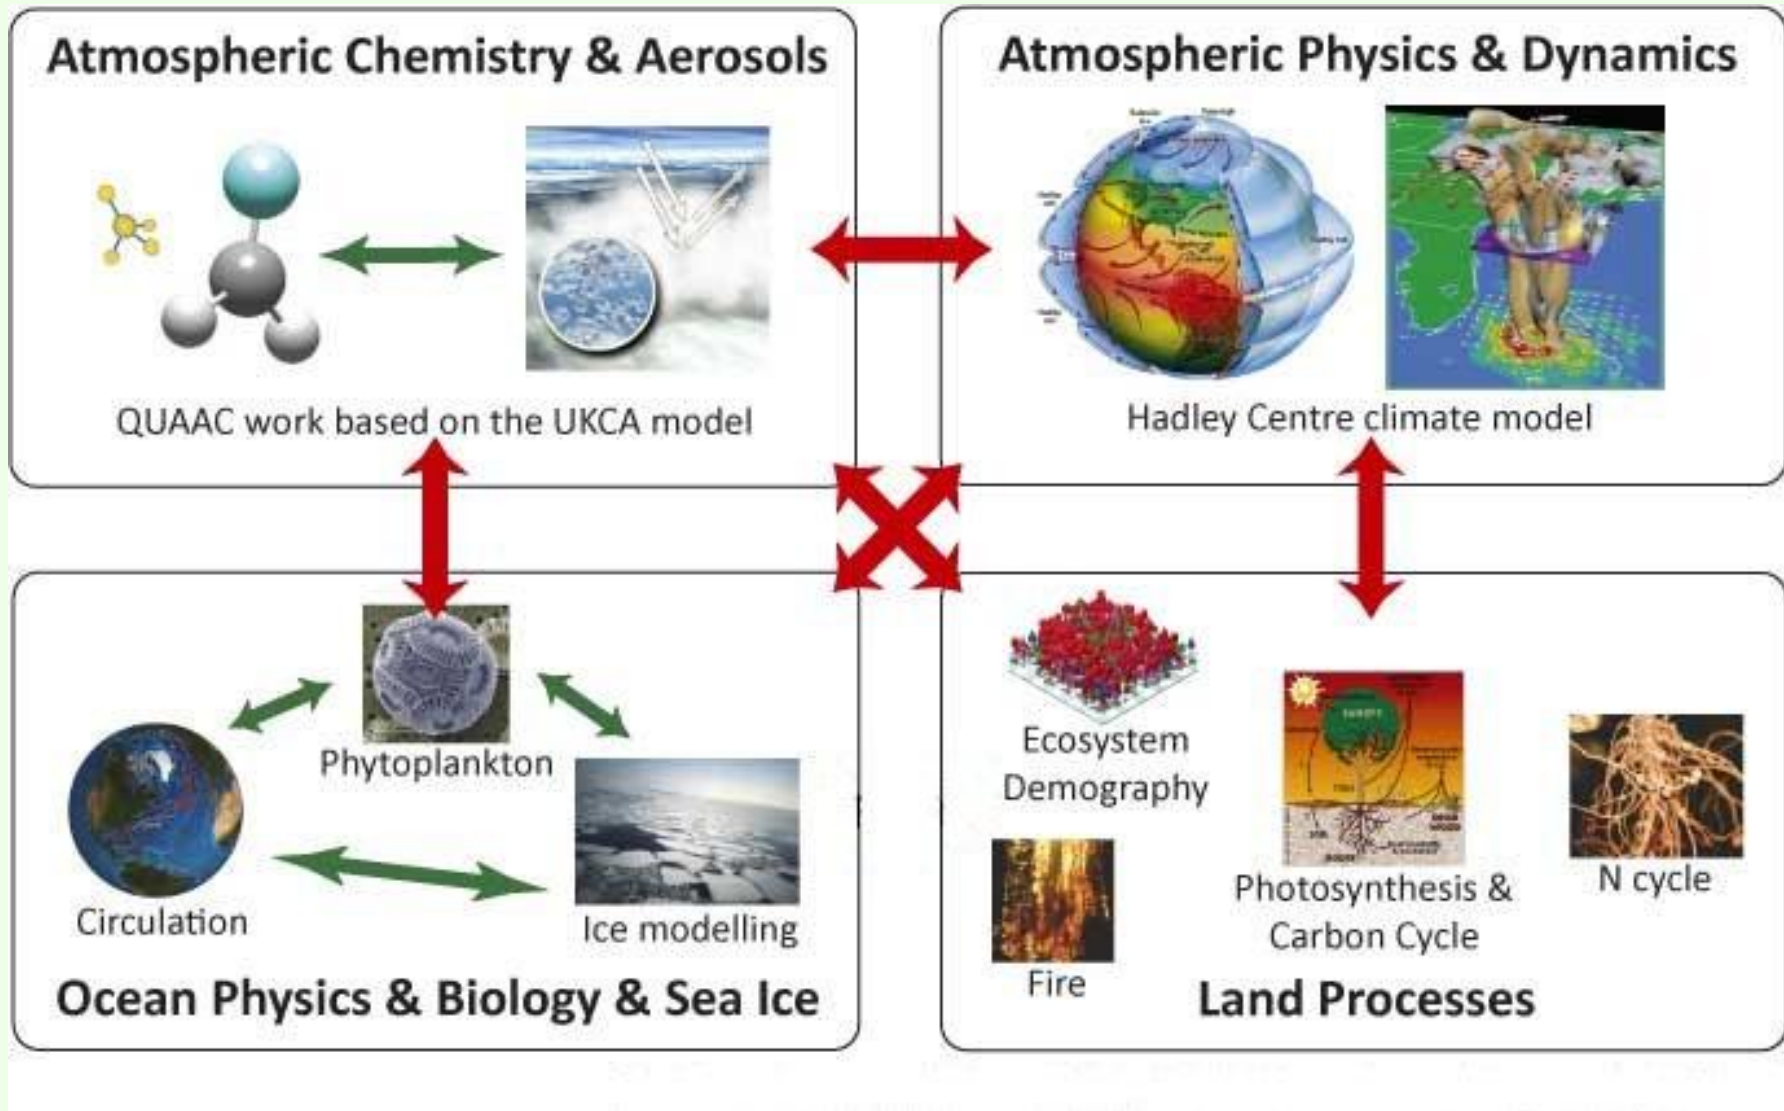 Atmospheric Chemistry & Aerosols
QUAAC work based on the UKCA model
Atmospheric Physics & Dynamics
Hadley Centre climate model
Phytoplankton
Circulation
Ice modelling
Ocean Physics & Biology & Sea Ice
Ecosystem
Demography
Fire
Photosynthesis &
Carbon Cycle
N cycle
Land Processes